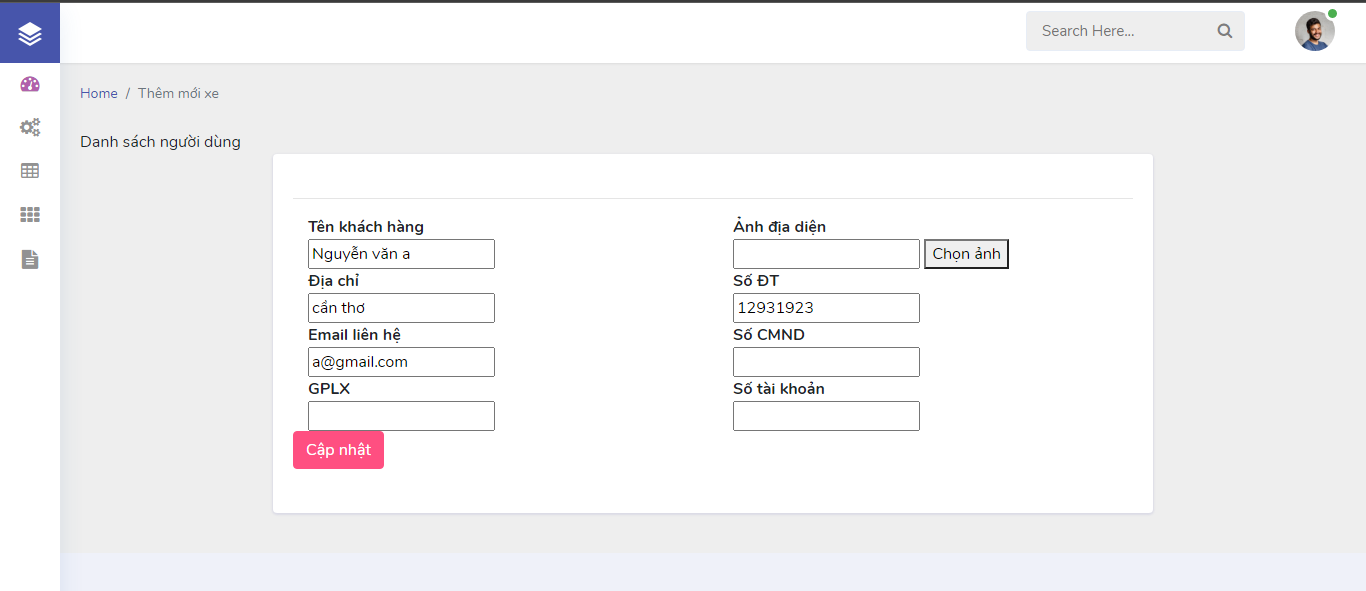 Search Here...
Home / Thêm mới xe
Danh sách người dùng
Tên khách hàng
Nguyễn văn a
Ảnh địa diện
Chọn ảnh
Địa chỉ
cần thơ
Số ĐT
12931923
Email liên hệ
a@gmail.com
Số CMND
GPLX
Số tài khoản
Cập nhật